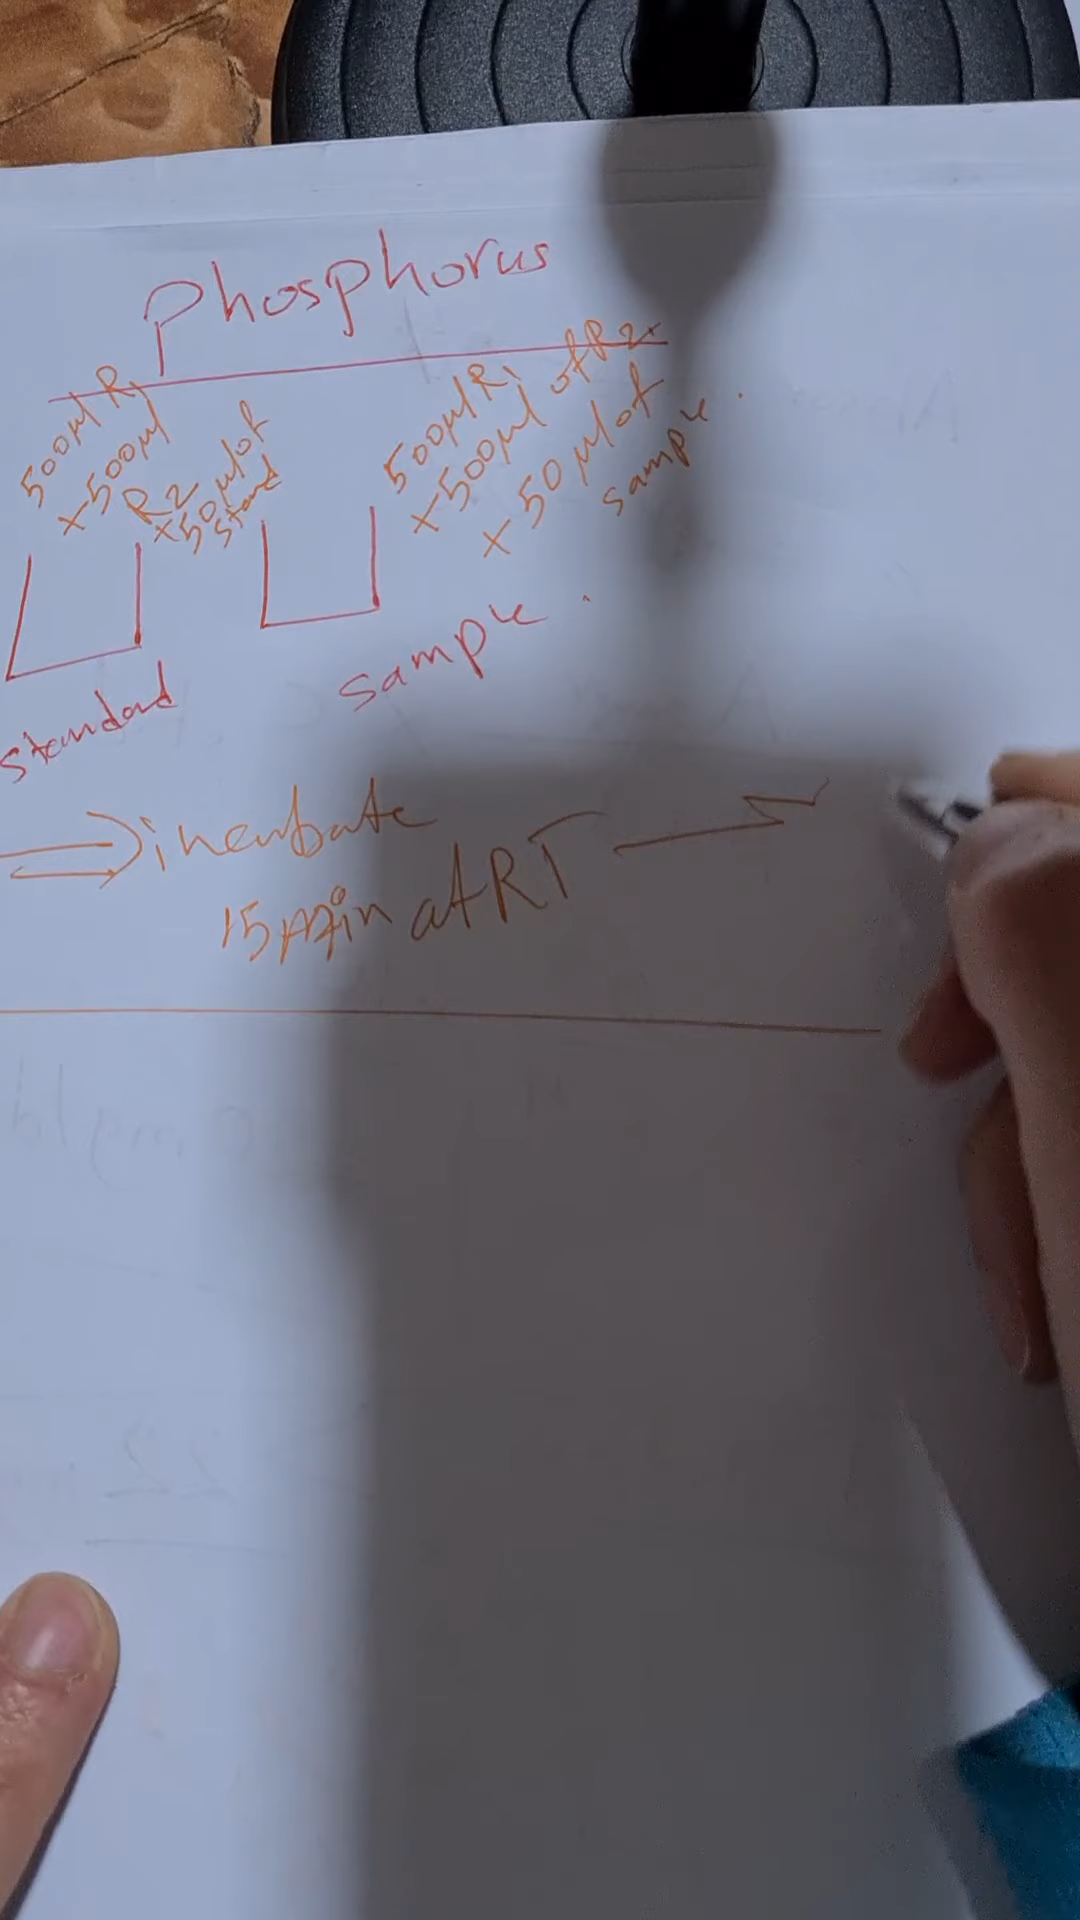 Phosphorus
500μl R1
x 500μl
R2
x 50μl of
stand
500μl R1
x 500μl of R2
x 50μl of
sample.
standard
sample.
incubate
15 min at RT